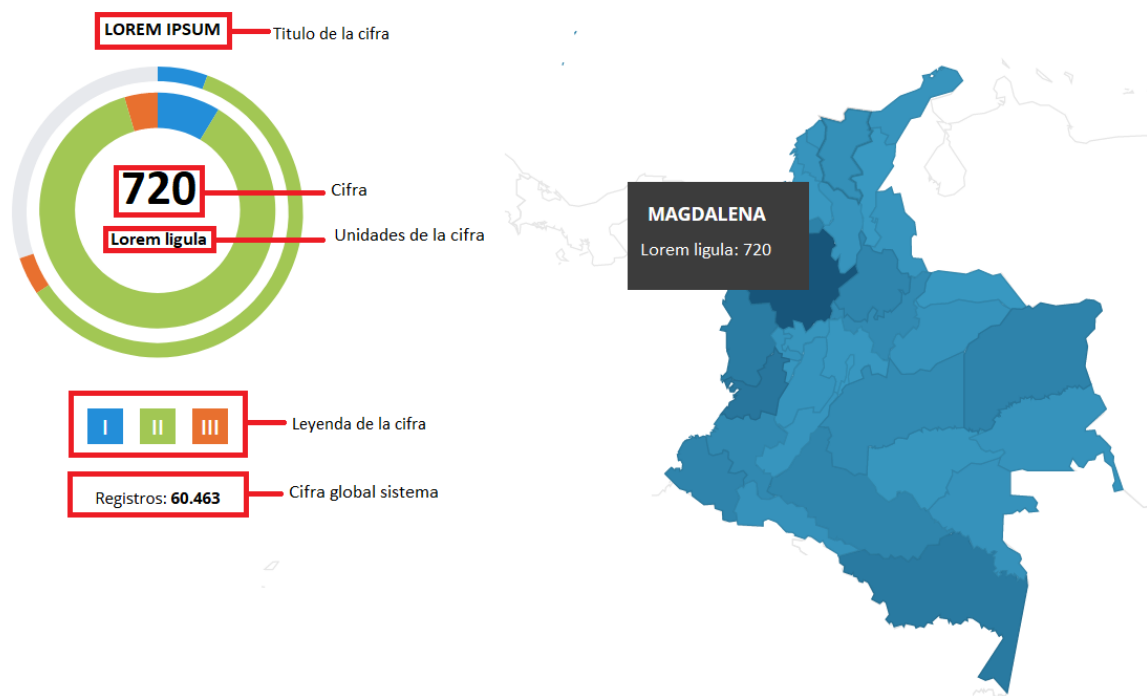 LOREM IPSUM
Titulo de la cifra
720
Cifra
Lorem ligula
Unidades de la cifra
I II III
Leyenda de la cifra
Registros: 60.463
Cifra global sistema
MAGDALENA
Lorem ligula: 720